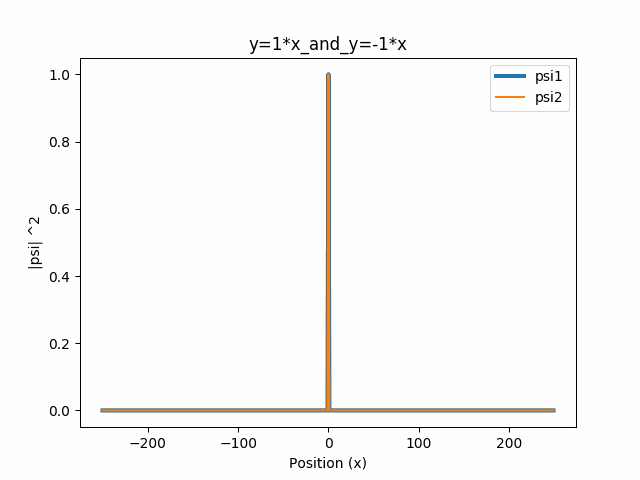 y=1*x_and_y=-1*x
psi1
psi2
|psi| ^2
1.0
0.8
0.6
0.4
0.2
0.0
−200 −100 0 100 200
Position (x)